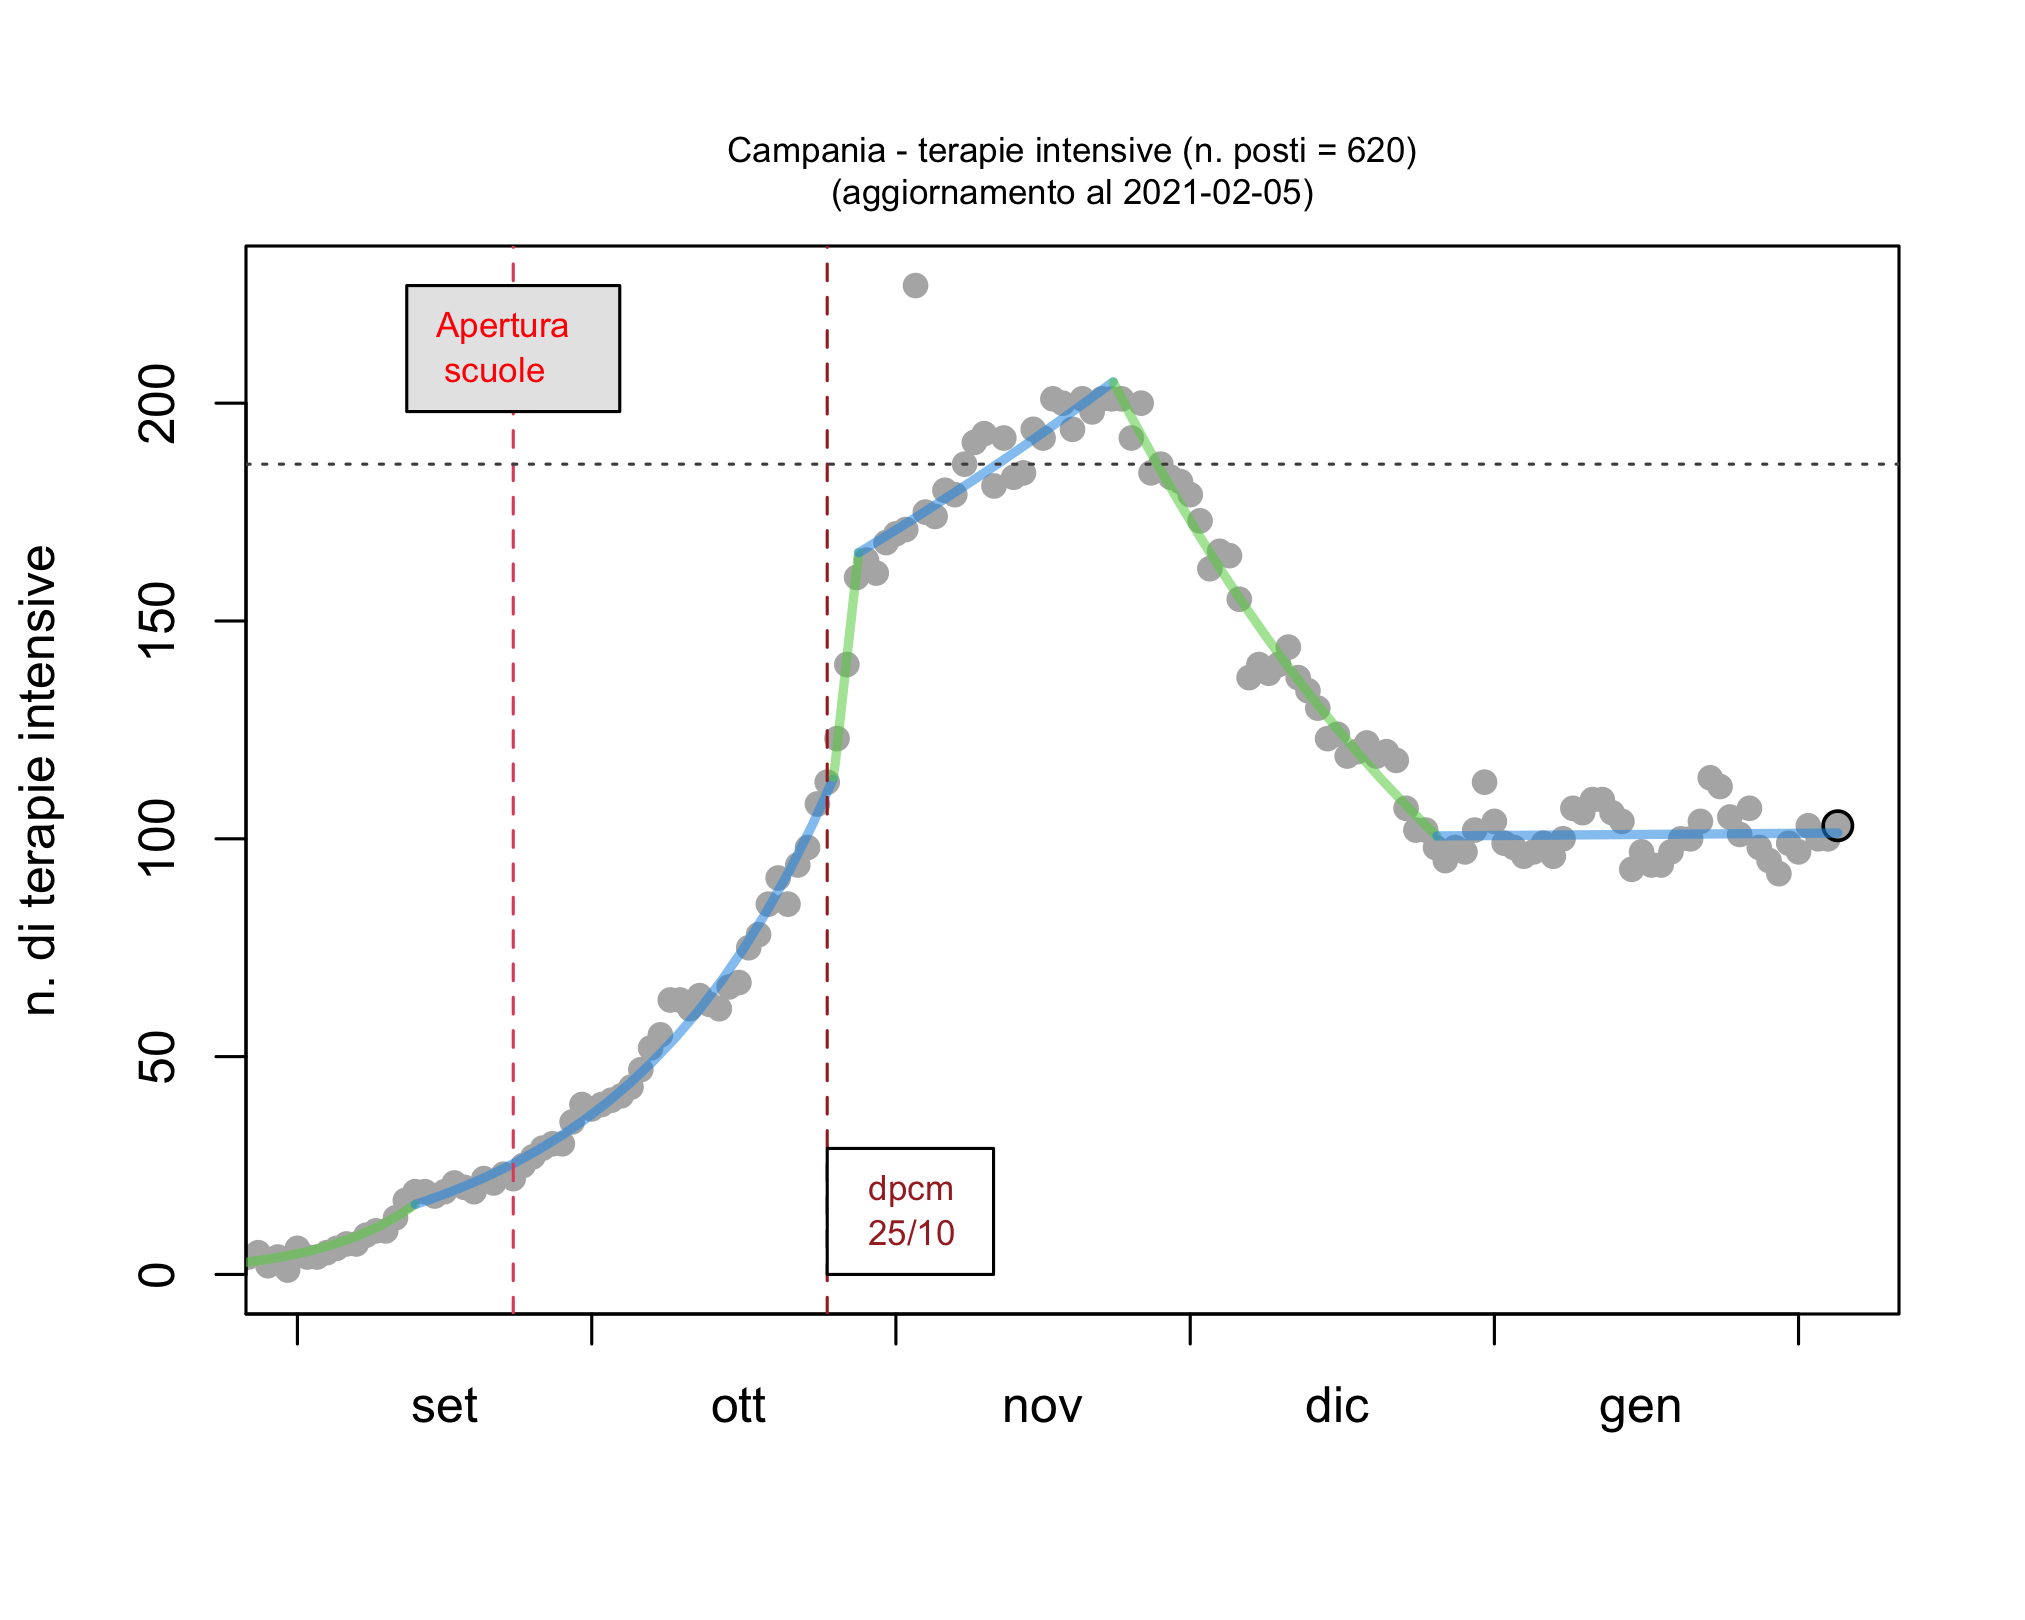 Campania - terapie intensive (n. posti = 620)
(aggiornamento al 2021-02-05)
Apertura
scuole
n. di terapie intensive
200
150
100
50
0
dpcm
25/10
set
ott
nov
dic
gen